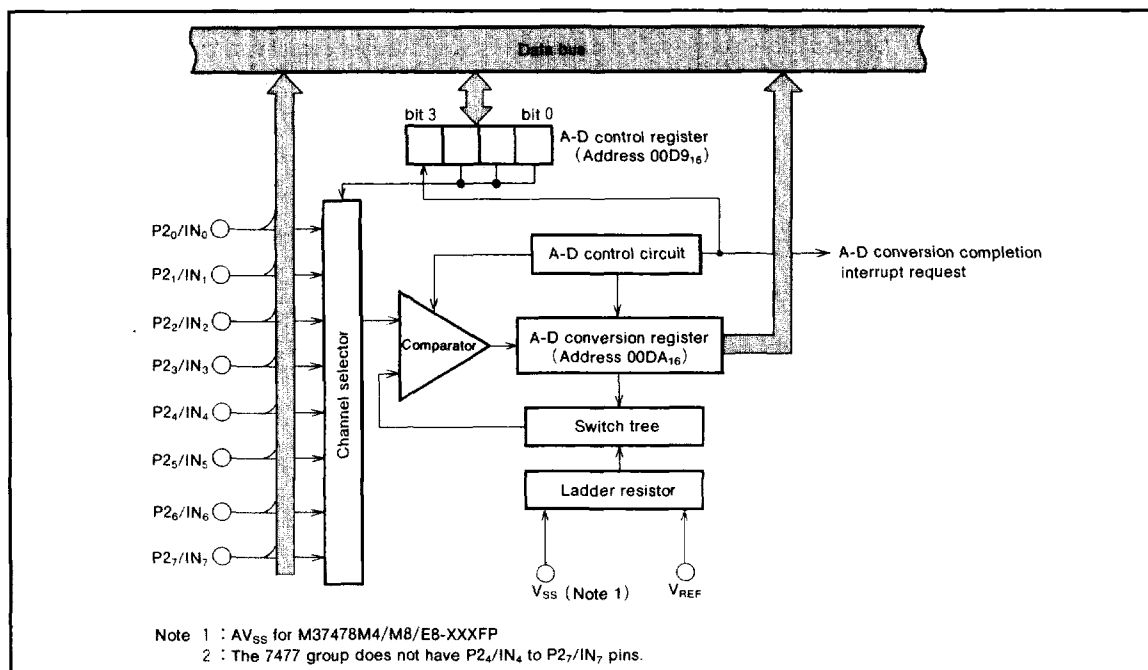 Data bus
bit 3
bit 0
A-D control register
(Address 00D9₁₆)
P2₀/IN₀
P2₁/IN₁
P2₂/IN₂
P2₃/IN₃
P2₄/IN₄
P2₅/IN₅
P2₆/IN₆
P2₇/IN₇
Channel selector
A-D control circuit
A-D conversion completion
interrupt request
Comparator
A-D conversion register
(Address 00DA₁₆)
Switch tree
Ladder resistor
V_SS (Note 1)
V_REF
Note 1 : AV_SS for M37478M4/M8/E8-XXXFP
2 : The 7477 group does not have P2₄/IN₄ to P2₇/IN₇ pins.